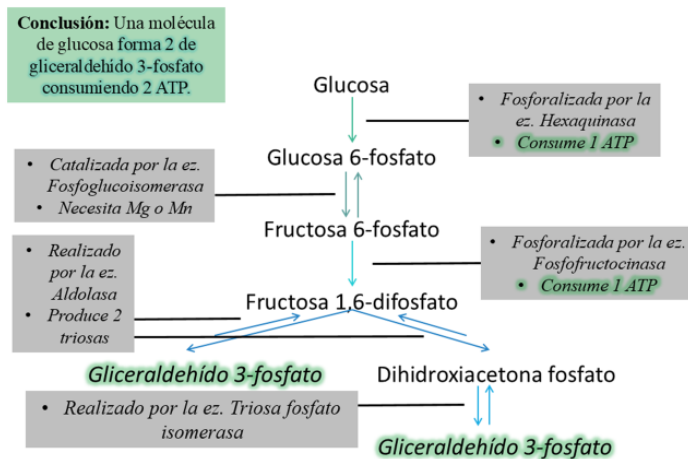 Conclusión: Una molécula
de glucosa forma 2 de
gliceraldehído 3-fosfato
consumiendo 2 ATP.
Glucosa
• Fosforalizada por la
ez. Hexaquinasa
• Consume 1 ATP
Glucosa 6-fosfato
• Catalizada por la ez.
Fosfoglucoisomerasa
• Necesita Mg o Mn
Fructosa 6-fosfato
• Fosforalizada por la ez.
Fosfofructocinasa
• Consume 1 ATP
• Realizado
por la ez.
Aldolasa
• Produce 2
triosas
Fructosa 1,6-difosfato
Gliceraldehído 3-fosfato
Dihidroxiacetona fosfato
• Realizado por la ez. Triosa fosfato
isomerasa
Gliceraldehído 3-fosfato